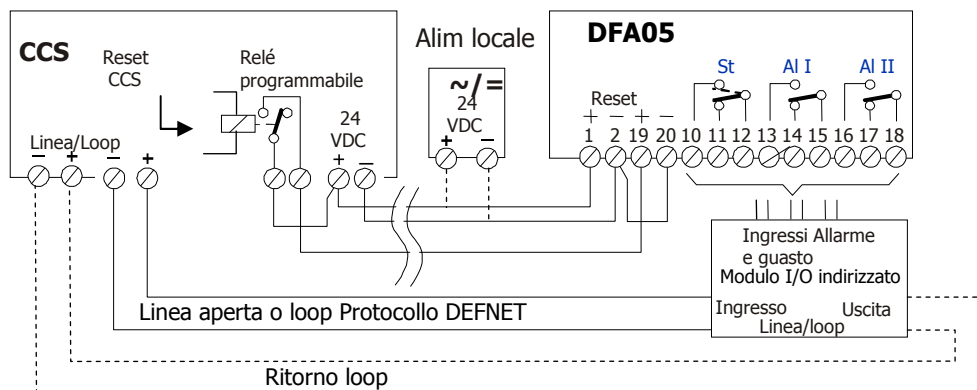 CCS
Reset
CCS
Relé
programmabile
24
VDC
+ −
Linea/Loop
− + − +
Alim locale
~/=
24
VDC
+ −
DFA05
St Al I Al II
Reset
+ − + −
1 2 19 20 10 11 12 13 14 15 16 17 18
Ingressi Allarme
e guasto
Modulo I/O indirizzato
Ingresso Uscita
Linea/loop
Linea aperta o loop Protocollo DEFNET
Ritorno loop